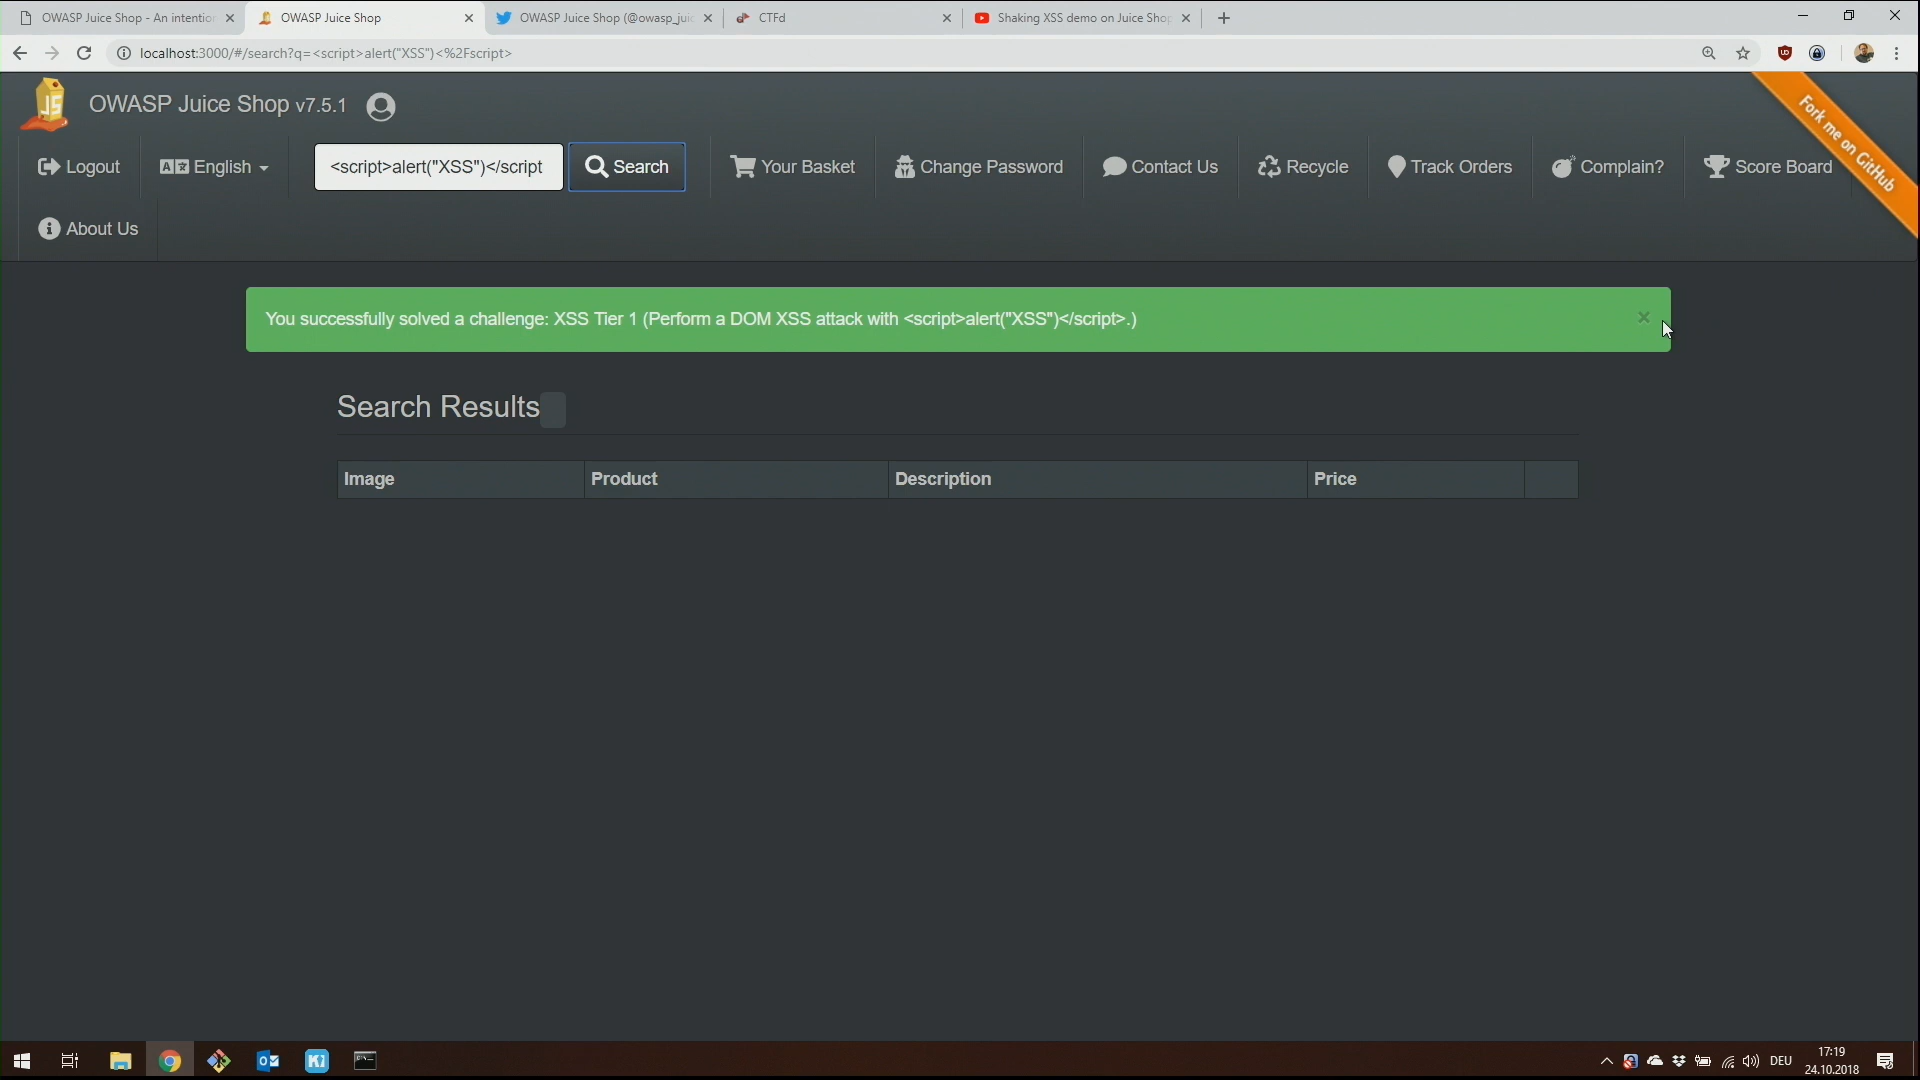 OWASP Juice Shop - An intentio
OWASP Juice Shop
OWASP Juice Shop (@owasp_jui
CTFd
Shaking XSS demo on Juice Shop
localhost:3000/#/search?q=<script>alert("XSS")<%2Fscript>
OWASP Juice Shop v7.5.1
Fork me on GitHub
Logout
English
<script>alert("XSS")</script
Search
Your Basket
Change Password
Contact Us
Recycle
Track Orders
Complain?
Score Board
About Us
You successfully solved a challenge: XSS Tier 1 (Perform a DOM XSS attack with <script>alert("XSS")</script>.)
Search Results
Image Product Description Price
DEU
17:19
24.10.2018